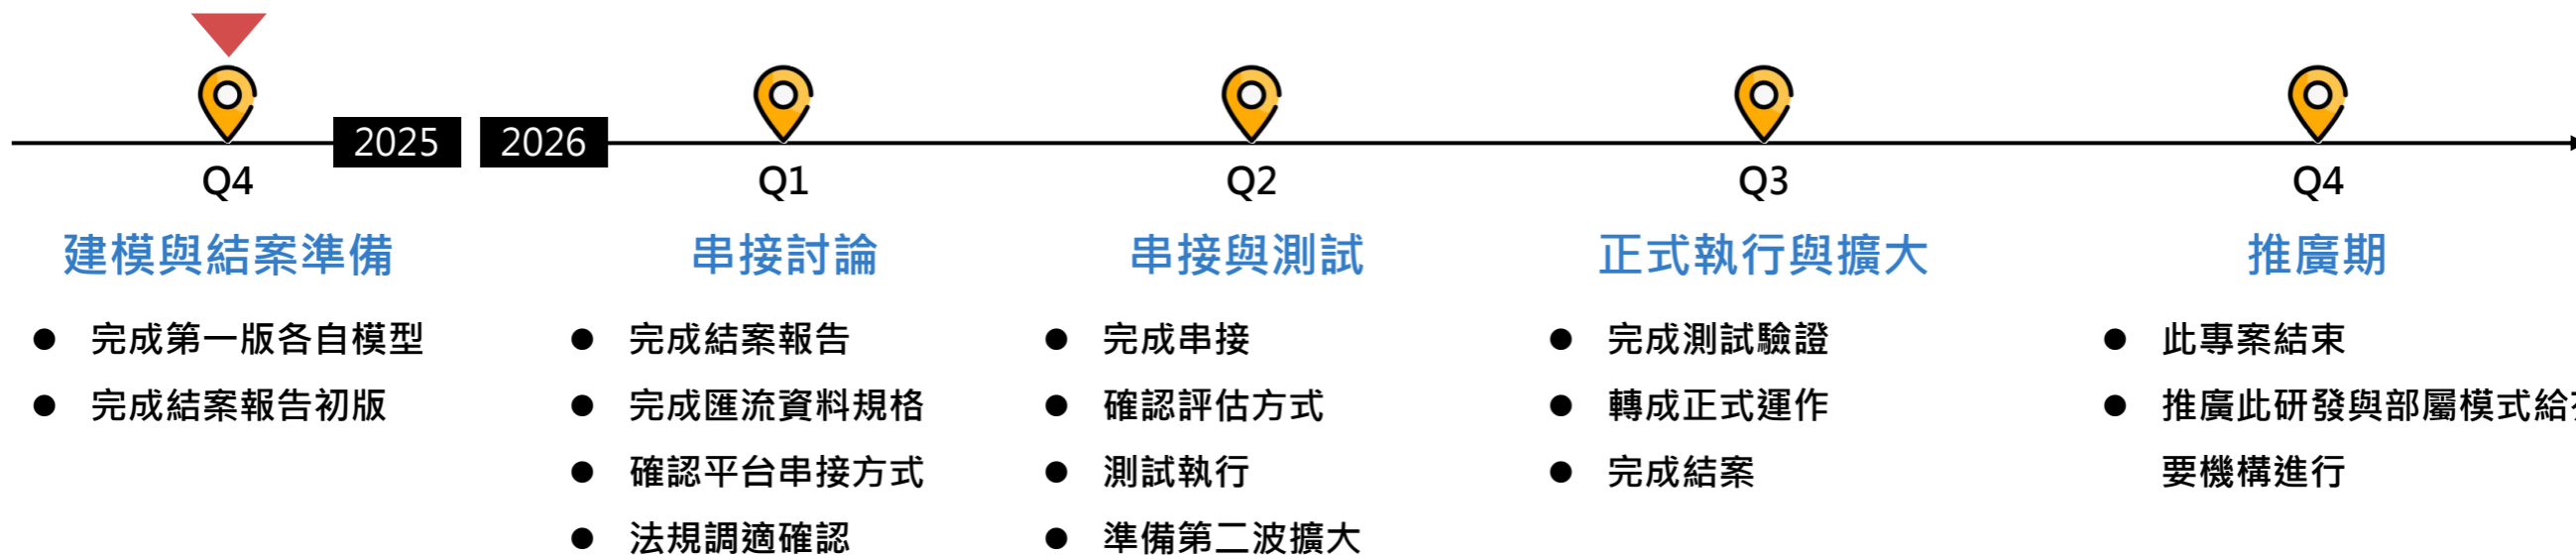 2025
2026
Q4
Q1
Q2
Q3
Q4
建模與結案準備
串接討論
串接與測試
正式執行與擴大
推廣期
● 完成第一版各自模型
● 完成結案報告初版
● 完成結案報告
● 完成匯流資料規格
● 確認平台串接方式
● 法規調適確認
● 完成串接
● 確認評估方式
● 測試執行
● 準備第二波擴大
● 完成測試驗證
● 轉成正式運作
● 完成結案
● 此專案結束
● 推廣此研發與部屬模式給
要機構進行